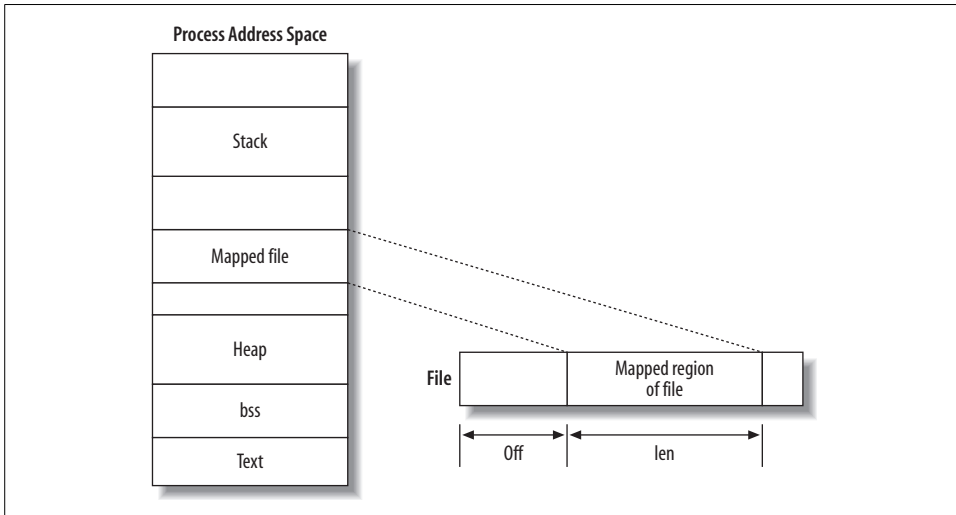 Process Address Space
Stack
Mapped file
Heap
bss
Text
File
Mapped region
of file
Off
len